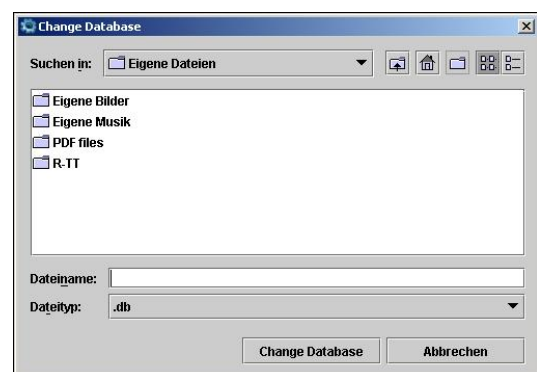 Change Database
Suchen in: Eigene Dateien
Eigene Bilder
Eigene Musik
PDF files
R-TT
Dateiname:
Dateityp: .db
Change Database Abbrechen